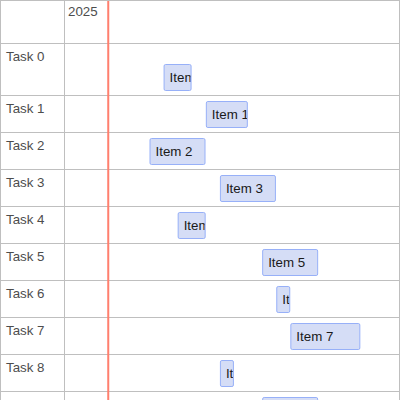 2025
Task 0
Item
Task 1
Item 1
Task 2
Item 2
Task 3
Item 3
Task 4
Item
Task 5
Item 5
Task 6
It
Task 7
Item 7
Task 8
It